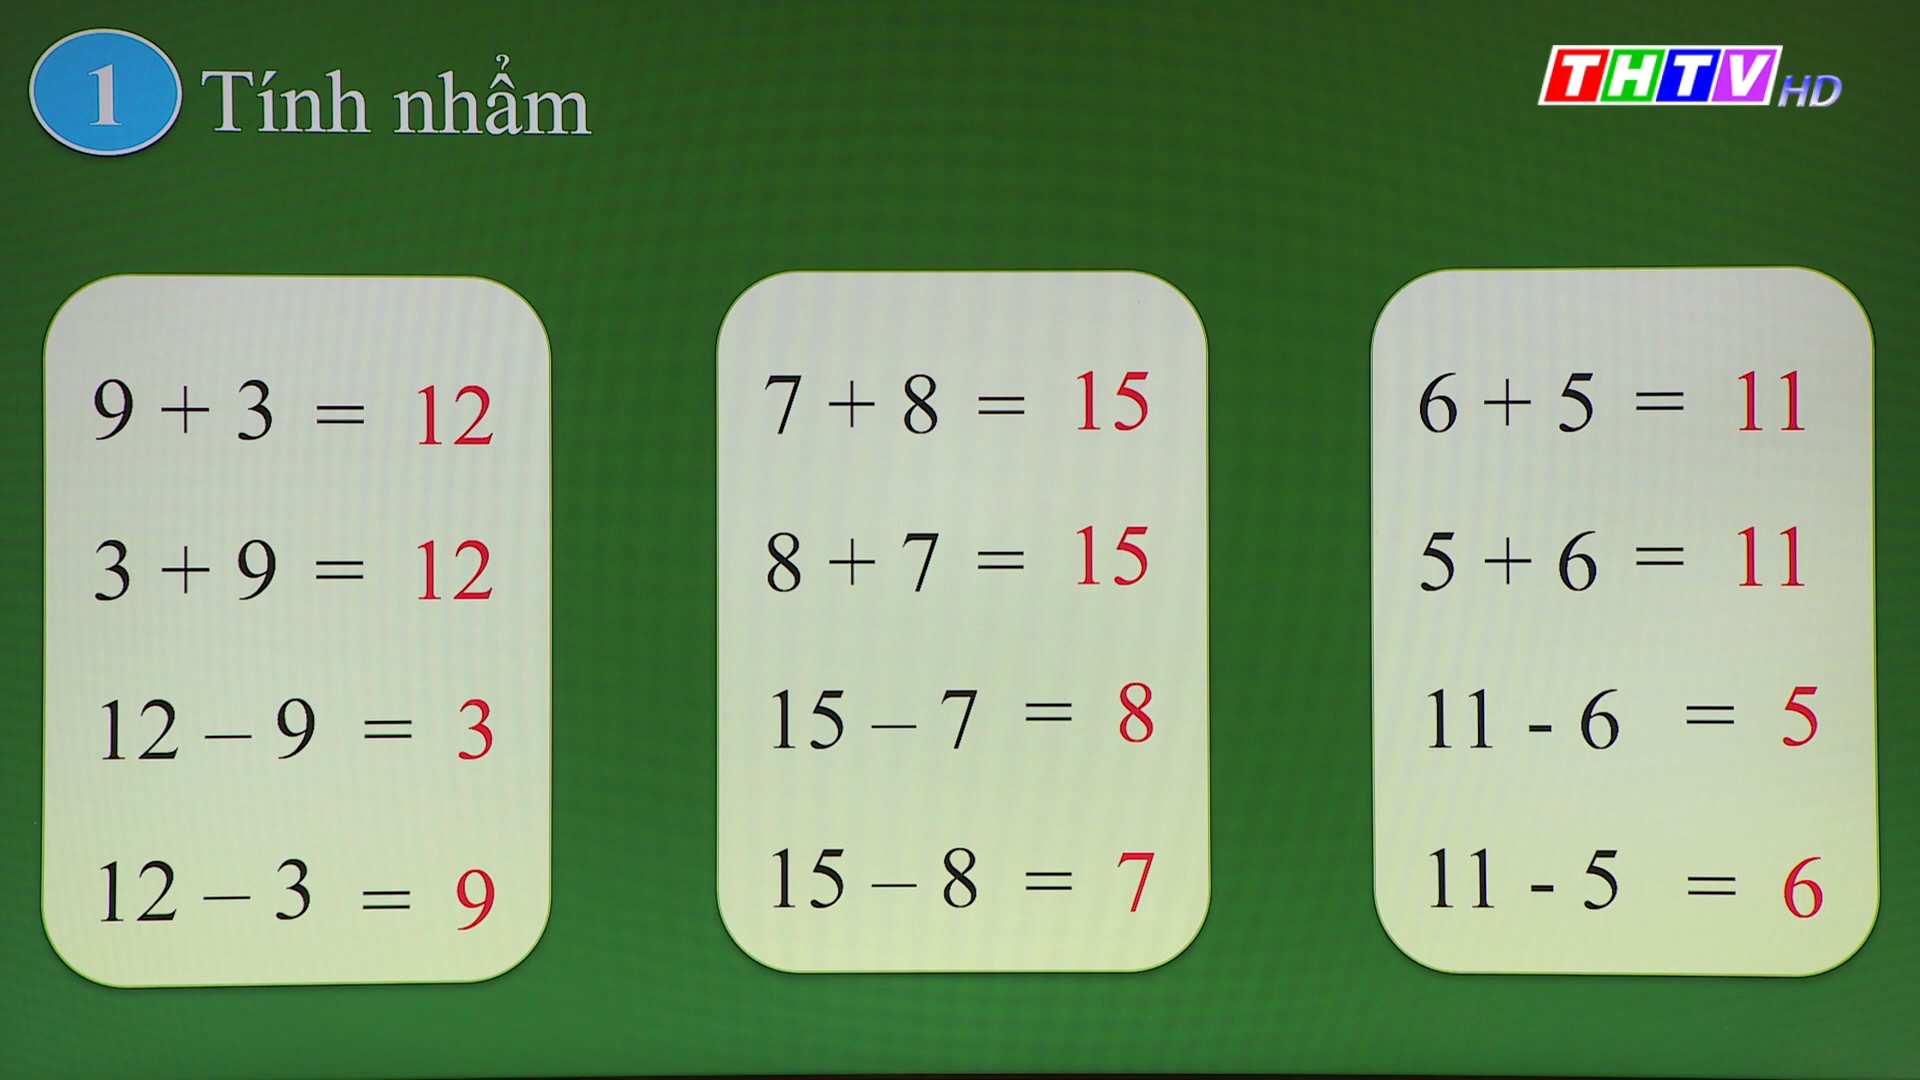 1 Tính nhẩm
THTV HD
9 + 3 = 12
3 + 9 = 12
12 – 9 = 3
12 – 3 = 9
7 + 8 = 15
8 + 7 = 15
15 – 7 = 8
15 – 8 = 7
6 + 5 = 11
5 + 6 = 11
11 - 6 = 5
11 - 5 = 6